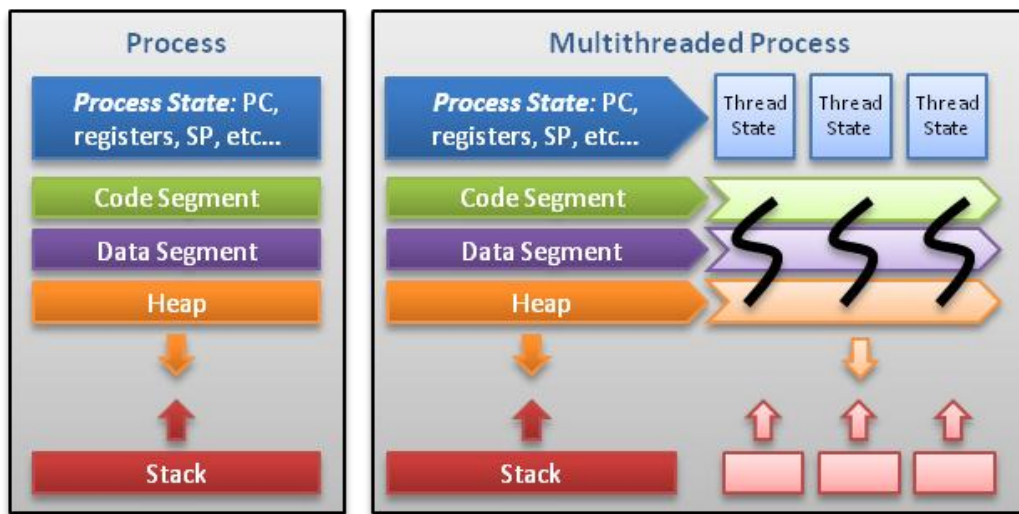 Process
Process State: PC,
registers, SP, etc...
Code Segment
Data Segment
Heap
Stack
Multithreaded Process
Process State: PC,
registers, SP, etc...
Thread
State
Thread
State
Thread
State
Code Segment
Data Segment
Heap
Stack